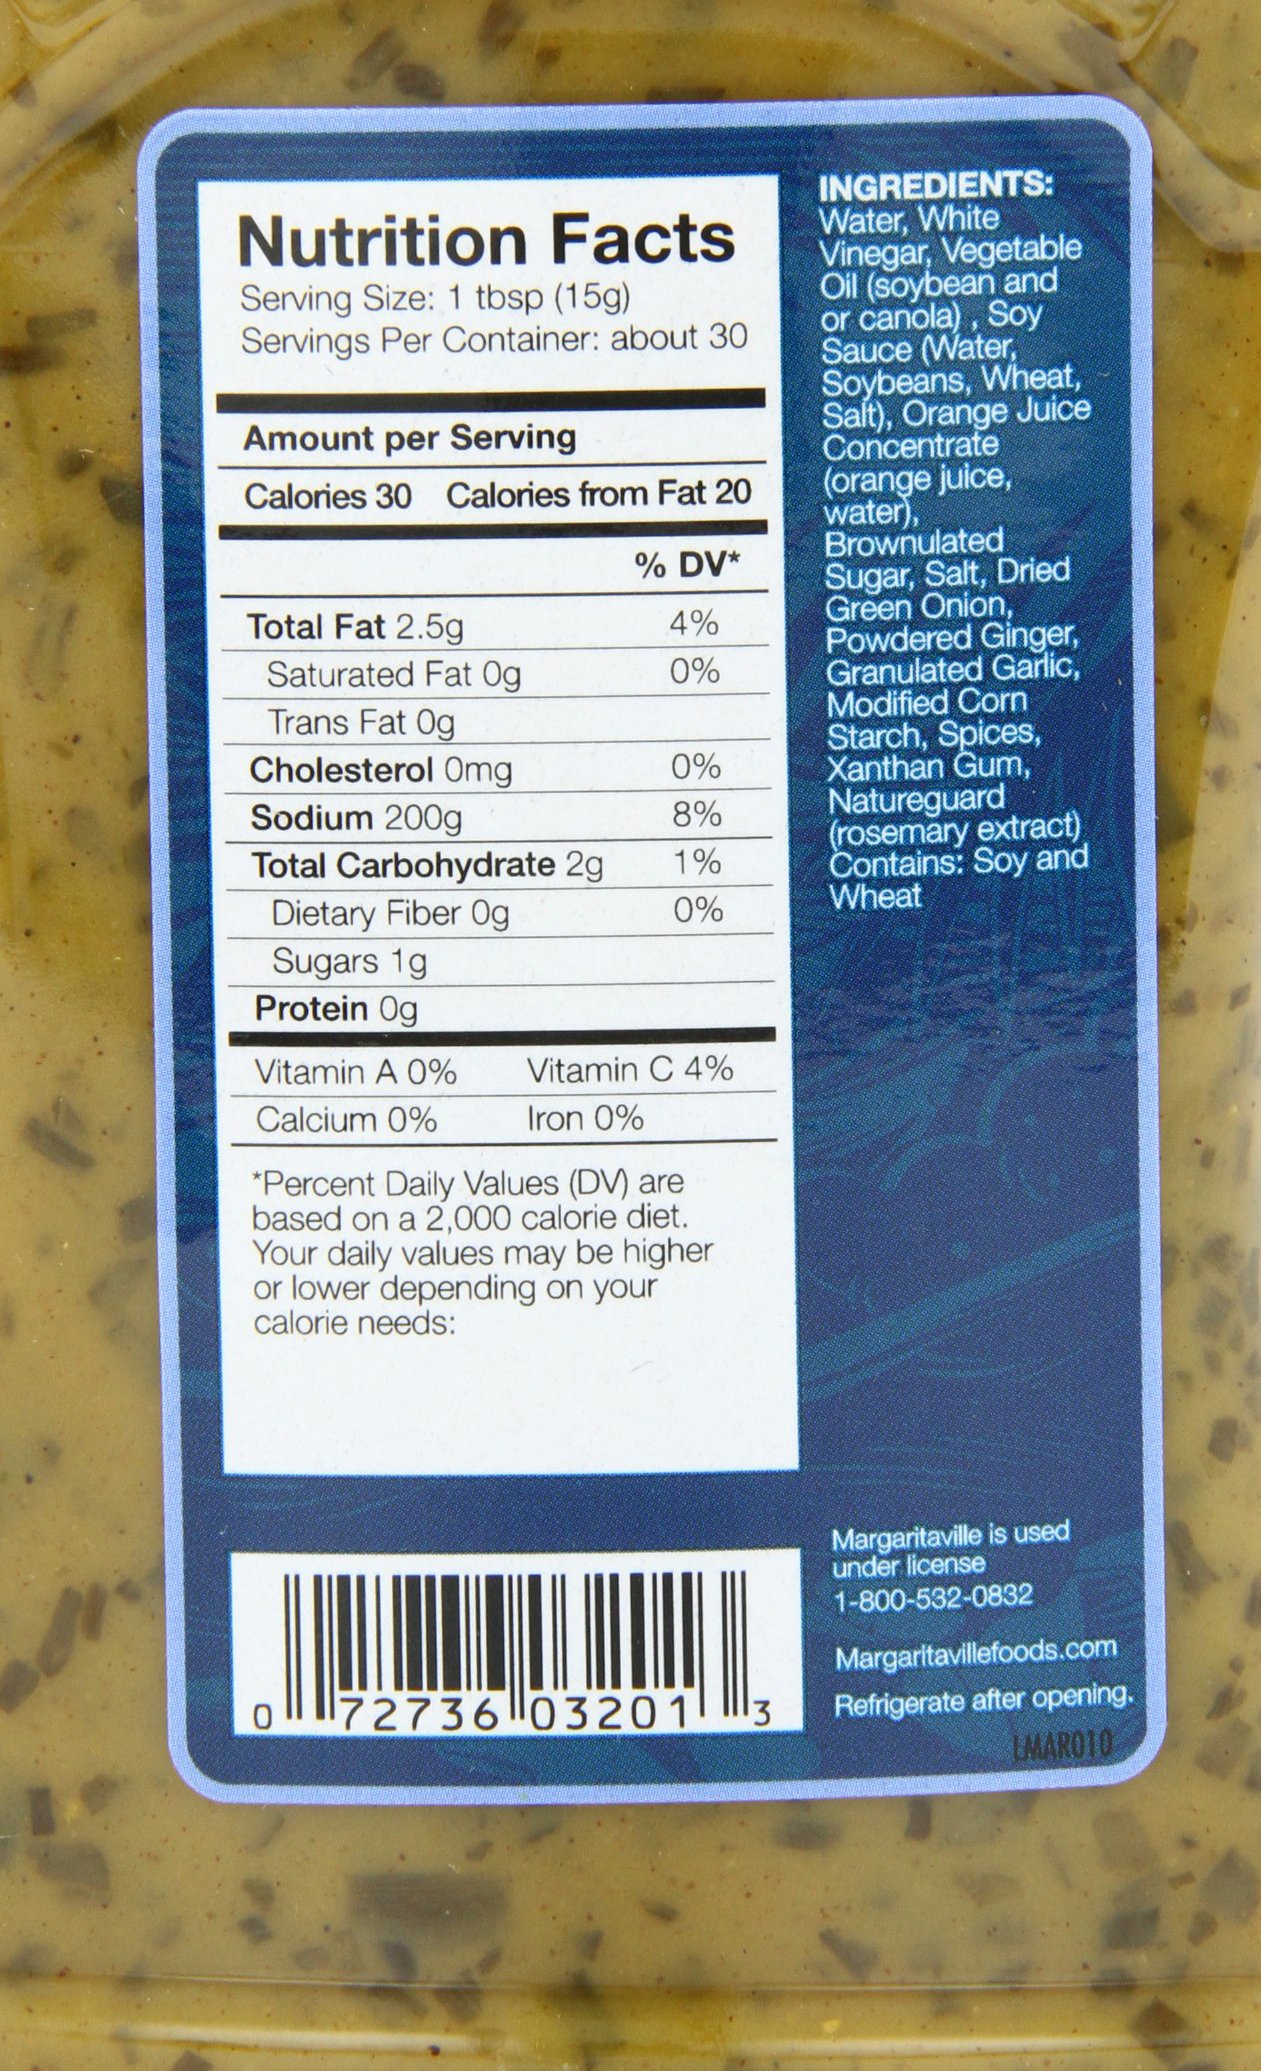 Nutrition Facts
Serving Size: 1 tbsp (15g)
Servings Per Container: about 30
Amount per Serving
Calories 30 Calories from Fat 20
% DV*
Total Fat 2.5g 4%
Saturated Fat 0g 0%
Trans Fat 0g
Cholesterol 0mg 0%
Sodium 200g 8%
Total Carbohydrate 2g 1%
Dietary Fiber 0g 0%
Sugars 1g
Protein 0g
Vitamin A 0% Vitamin C 4%
Calcium 0% Iron 0%
*Percent Daily Values (DV) are
based on a 2,000 calorie diet.
Your daily values may be higher
or lower depending on your
calorie needs:
0 72736 03201 3
INGREDIENTS:
Water, White
Vinegar, Vegetable
Oil (soybean and
or canola) , Soy
Sauce (Water,
Soybeans, Wheat,
Salt), Orange Juice
Concentrate
(orange juice,
water),
Brownulated
Sugar, Salt, Dried
Green Onion,
Powdered Ginger,
Granulated Garlic,
Modified Corn
Starch, Spices,
Xanthan Gum,
Natureguard
(rosemary extract)
Contains: Soy and
Wheat
Margaritaville is used
under license
1-800-532-0832
Margaritavillefoods.com
Refrigerate after opening.
LMAR010